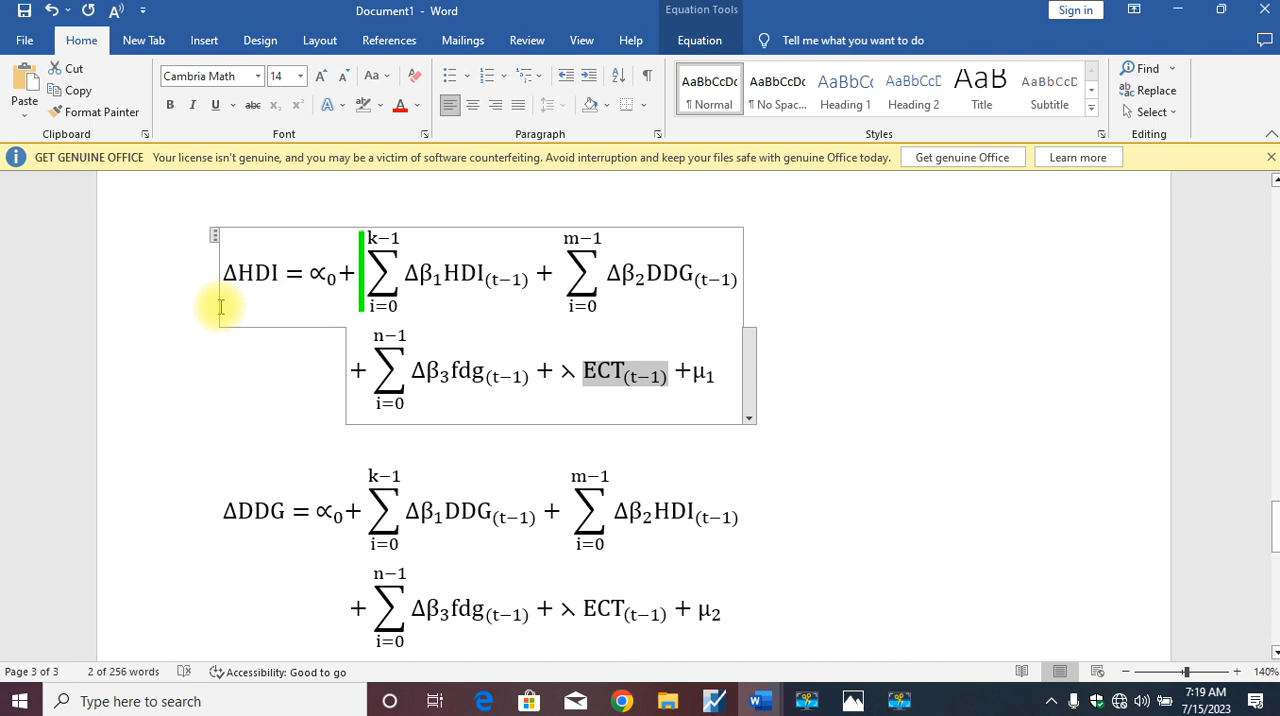 Document1 - Word
Equation Tools
Sign in
File Home New Tab Insert Design Layout References Mailings Review View Help Equation Tell me what you want to do
Paste
Cut
Copy
Format Painter
Clipboard
Cambria Math 14 Aa
B I U abc x₂ x² A A
Font
Paragraph
AaBbCcDc AaBbCcDc AaBbCcI AaBbCcD AaB AaBbCcD
¶ Normal ¶ No Spac... Heading 1 Heading 2 Title Subtitle
Styles
Find
Replace
Select
Editing
GET GENUINE OFFICE Your license isn't genuine, and you may be a victim of software counterfeiting. Avoid interruption and keep your files safe with genuine Office today. Get genuine Office Learn more
k−1 m−1
ΔHDI = ∝₀+ ∑ Δβ₁HDI₍t−1₎ + ∑ Δβ₂DDG₍t−1₎
i=0 i=0
n−1
+ ∑ Δβ₃fdg₍t−1₎ + ⋋ ECT₍t−1₎ +μ₁
i=0
k−1 m−1
ΔDDG = ∝₀+ ∑ Δβ₁DDG₍t−1₎ + ∑ Δβ₂HDI₍t−1₎
i=0 i=0
n−1
+ ∑ Δβ₃fdg₍t−1₎ + ⋋ ECT₍t−1₎ + μ₂
i=0
Page 3 of 3 2 of 256 words Accessibility: Good to go 140%
Type here to search
7:19 AM
7/15/2023